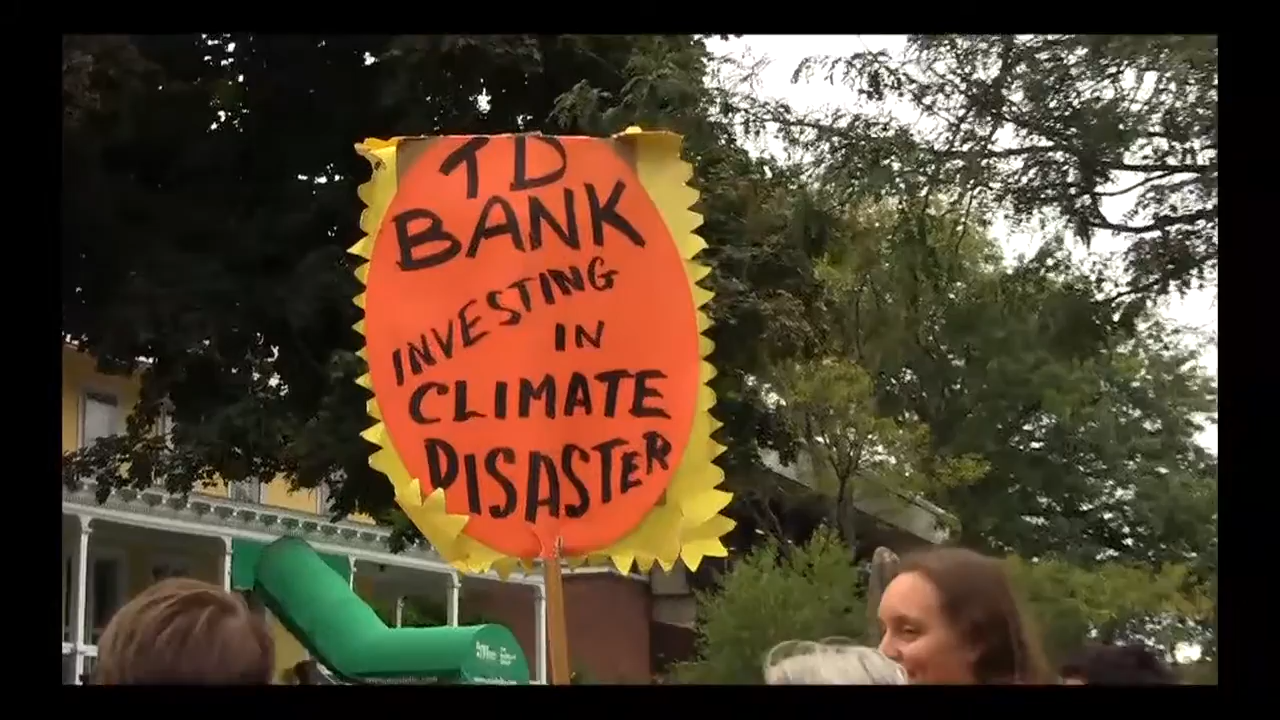 TD
BANK
INVESTING
IN
CLIMATE
DISASTER